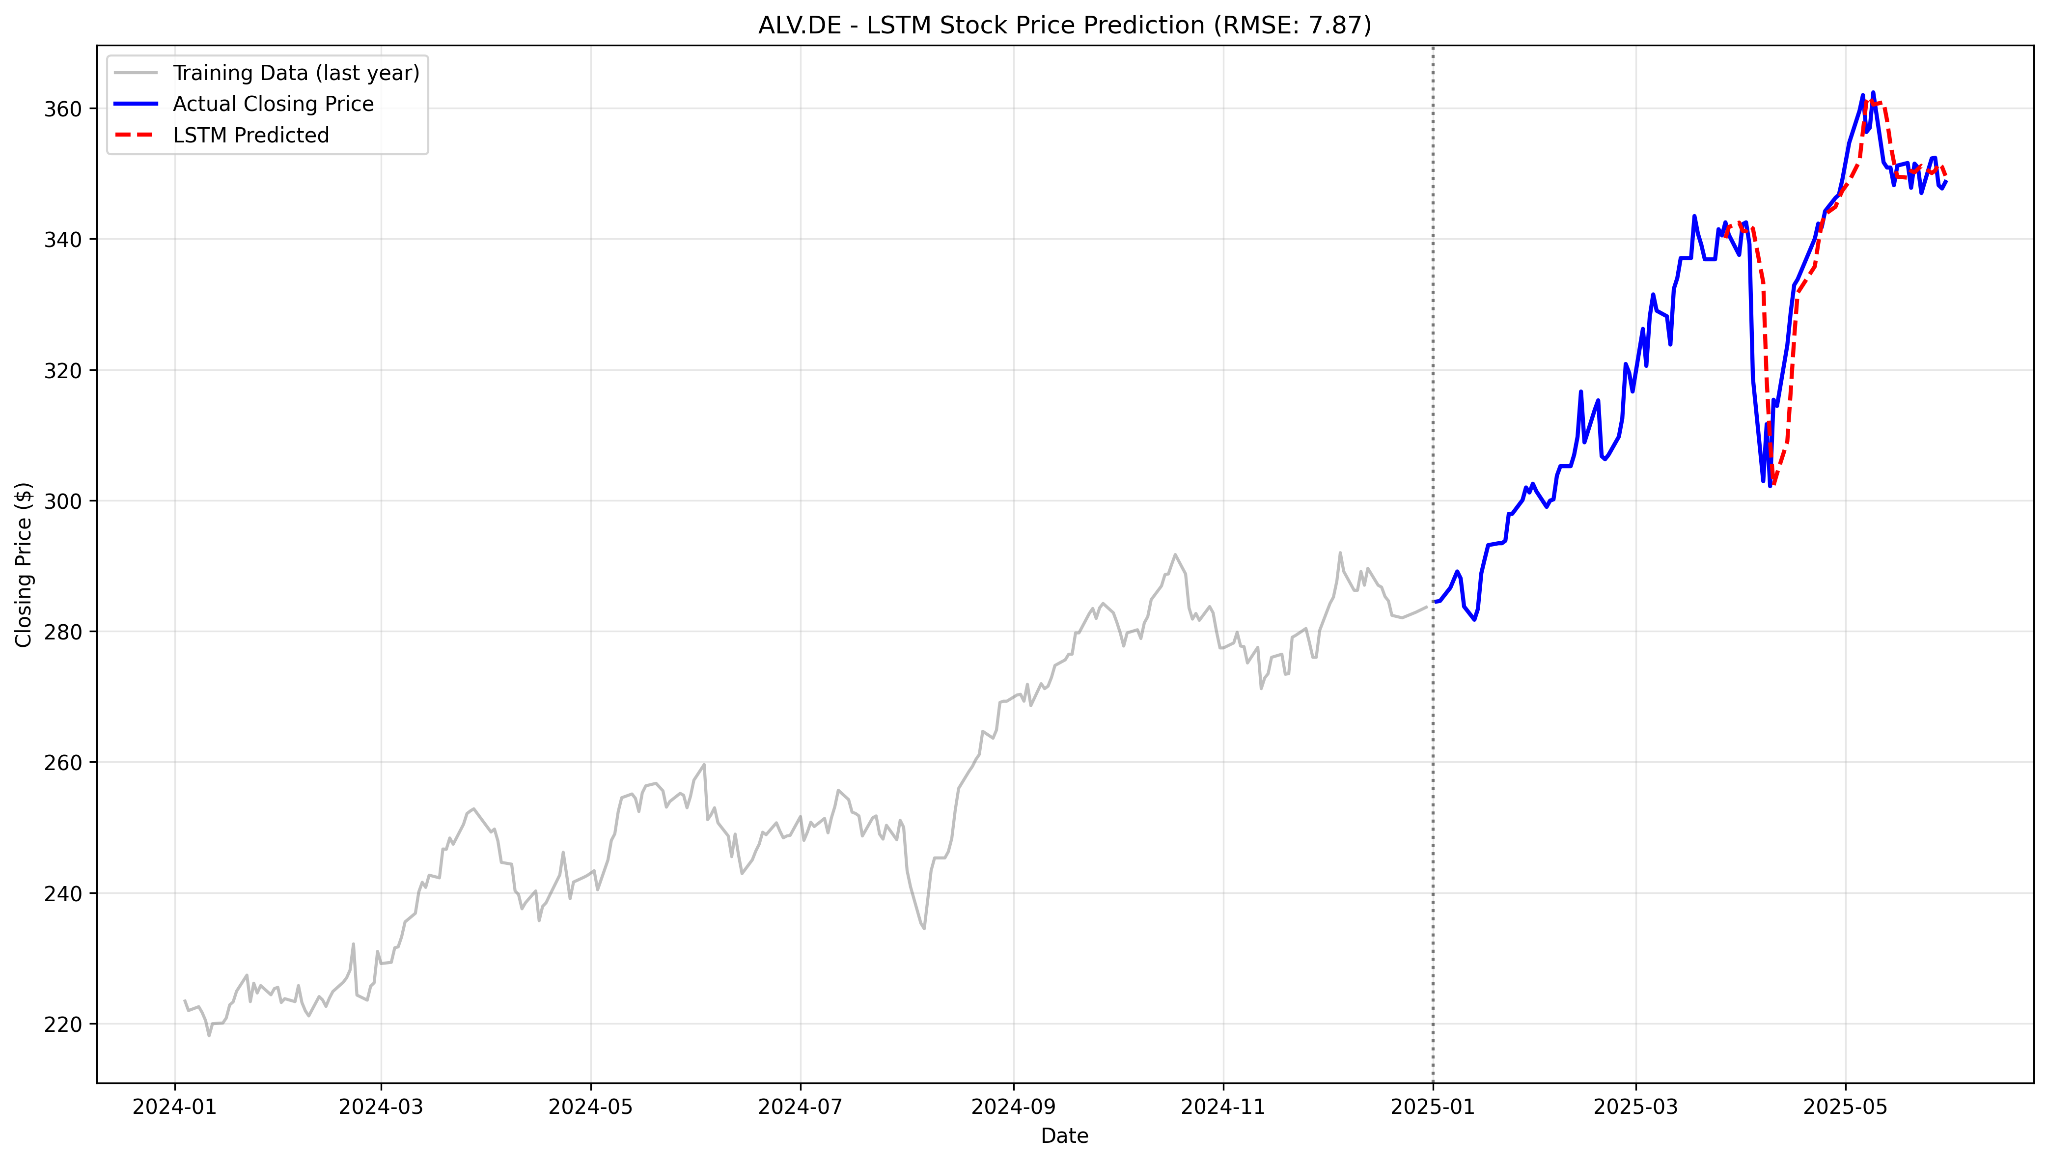 ALV.DE - LSTM Stock Price Prediction (RMSE: 7.87)
Training Data (last year)
Actual Closing Price
LSTM Predicted
Closing Price ($)
360
340
320
300
280
260
240
220
2024-01
2024-03
2024-05
2024-07
2024-09
2024-11
2025-01
2025-03
2025-05
Date